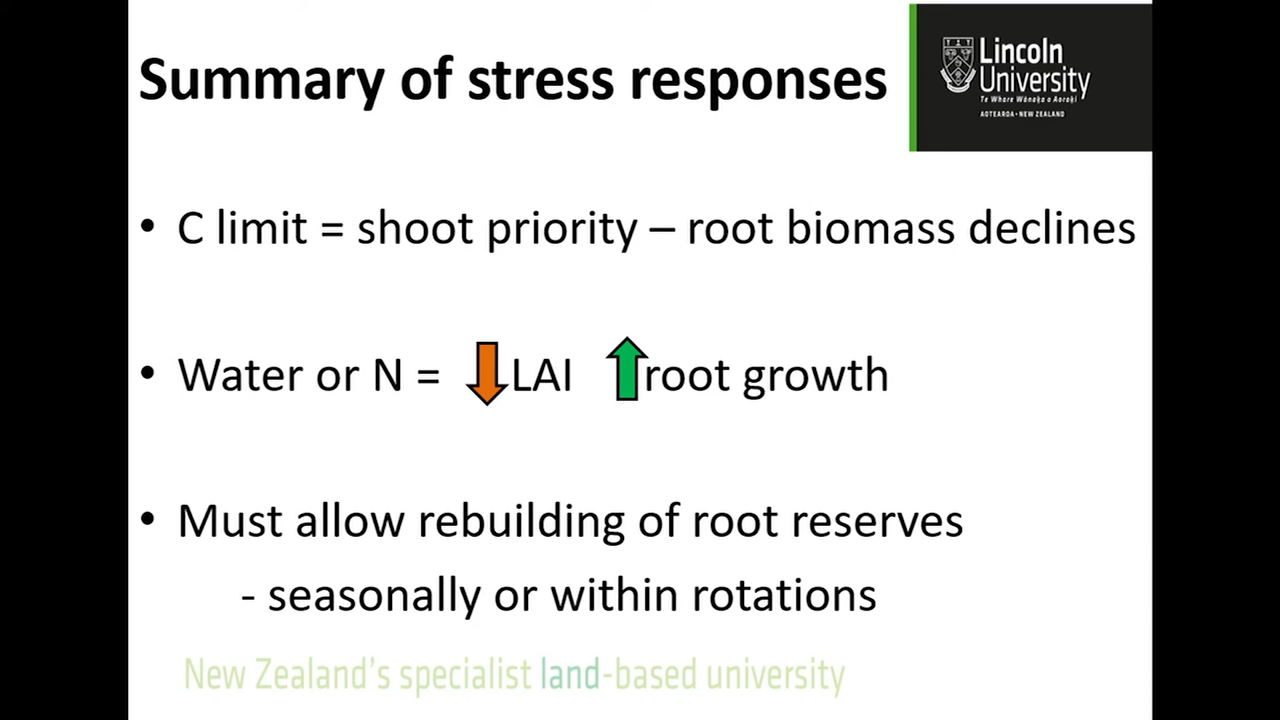 Summary of stress responses
Lincoln
University
Te Whare Wānaka o Aoraki
AOTEAROA • NEW ZEALAND
• C limit = shoot priority – root biomass declines
• Water or N = LAI root growth
• Must allow rebuilding of root reserves
- seasonally or within rotations
New Zealand's specialist land-based university